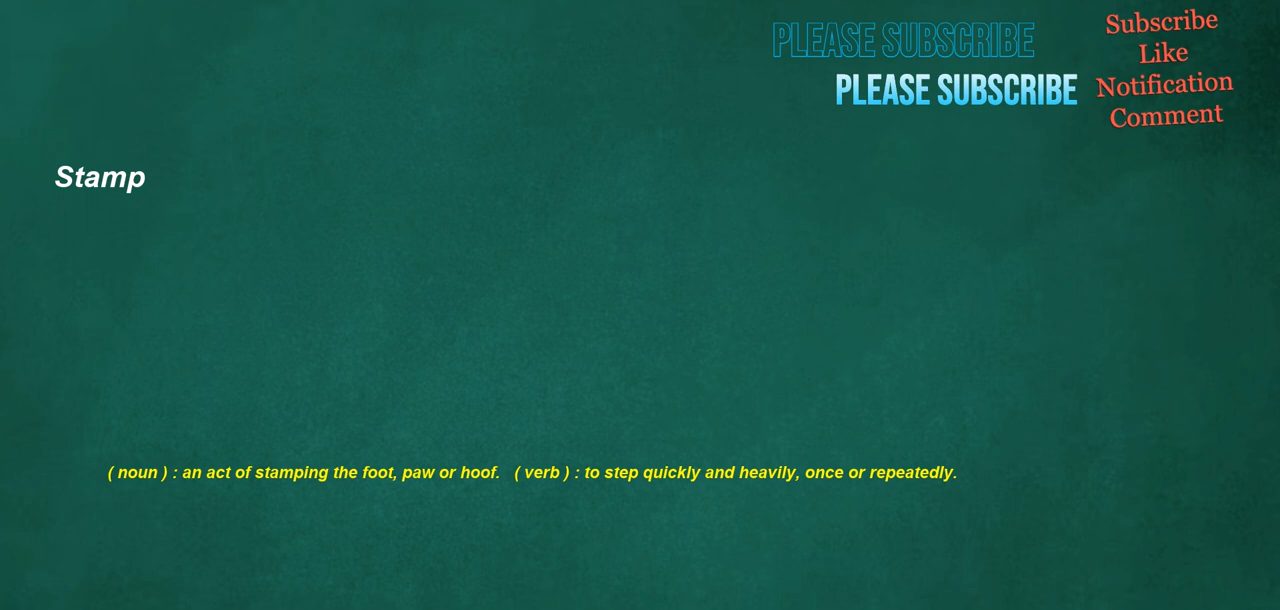 PLEASE SUBSCRIBE
PLEASE SUBSCRIBE
Subscribe
Like
Notification
Comment
Stamp
( noun ) : an act of stamping the foot, paw or hoof.   ( verb ) : to step quickly and heavily, once or repeatedly.